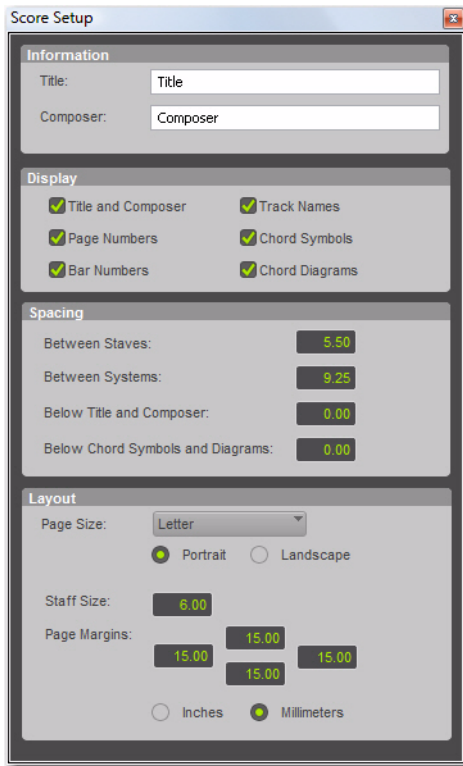 Score Setup
Information
Title: Title
Composer: Composer
Display
Title and Composer Track Names
Page Numbers Chord Symbols
Bar Numbers Chord Diagrams
Spacing
Between Staves: 5.50
Between Systems: 9.25
Below Title and Composer: 0.00
Below Chord Symbols and Diagrams: 0.00
Layout
Page Size: Letter
Portrait Landscape
Staff Size: 6.00
Page Margins: 15.00
15.00 15.00
15.00
Inches Millimeters